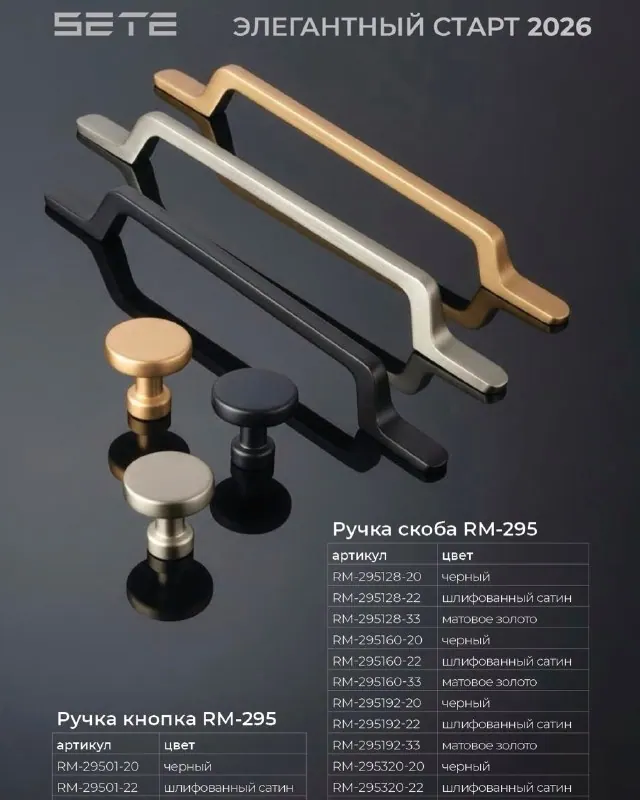 SETE
ЭЛЕГАНТНЫЙ СТАРТ 2026
Ручка скоба RM-295
артикул цвет
RM-295128-20 черный
RM-295128-22 шлифованный сатин
RM-295128-33 матовое золото
RM-295160-20 черный
RM-295160-22 шлифованный сатин
RM-295160-33 матовое золото
RM-295192-20 черный
RM-295192-22 шлифованный сатин
RM-295192-33 матовое золото
RM-295320-20 черный
RM-295320-22 шлифованный сатин
Ручка кнопка RM-295
артикул цвет
RM-29501-20 черный
RM-29501-22 шлифованный сатин